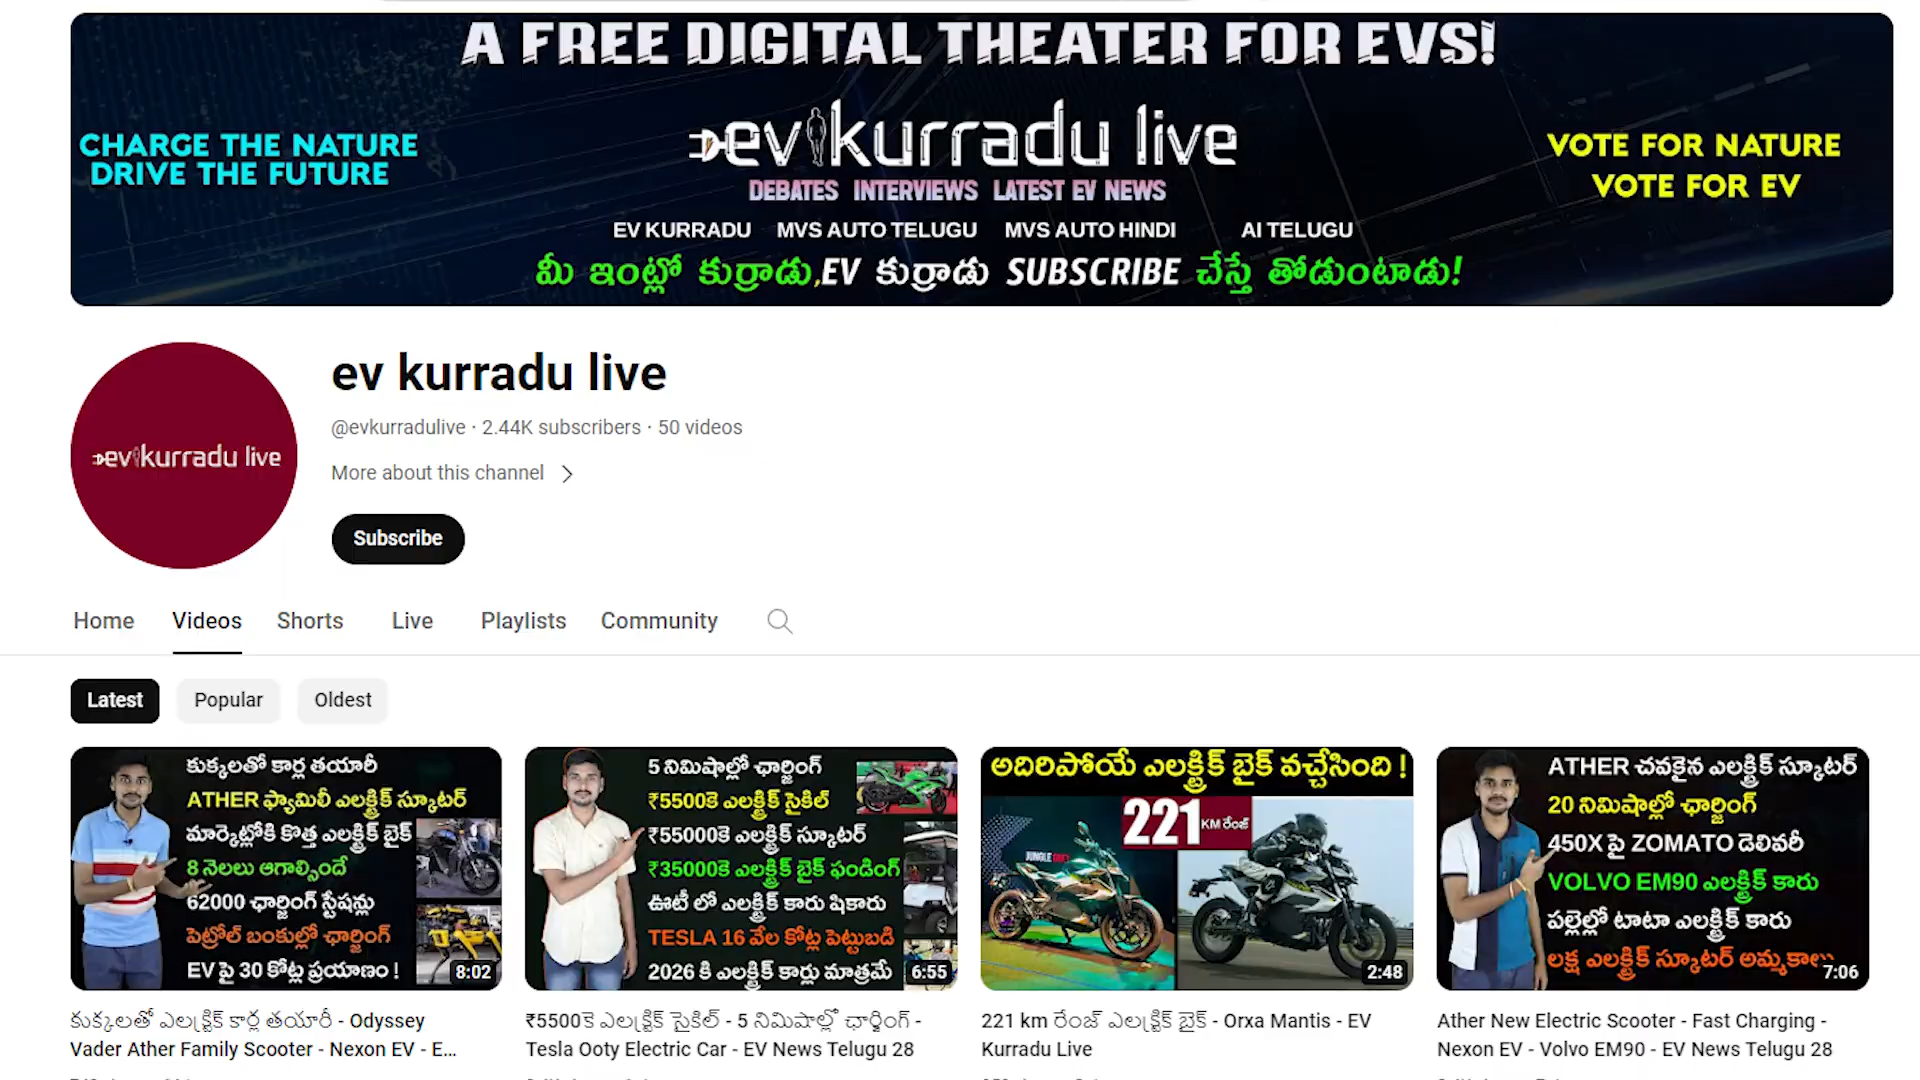 A FREE DIGITAL THEATER FOR EVS!
CHARGE THE NATURE
DRIVE THE FUTURE
evkurradu live
DEBATES INTERVIEWS LATEST EV NEWS
VOTE FOR NATURE
VOTE FOR EV
EV KURRADU MVS AUTO TELUGU MVS AUTO HINDI AI TELUGU
మీ ఇంట్లో కుర్రాడు,EV కుర్రాడు SUBSCRIBE చేస్తే తోడుంటాడు!
evkurradu live
ev kurradu live
@evkurradulive · 2.44K subscribers · 50 videos
More about this channel
Subscribe
Home Videos Shorts Live Playlists Community
Latest Popular Oldest
కుక్కలతో కార్ల తయారీ
ATHER ఫ్యామిలీ ఎలక్ట్రిక్ స్కూటర్
మార్కెట్లోకి కొత్త ఎలక్ట్రిక్ బైక్
8 నెలలు ఆగాల్సిందే
62000 ఛార్జింగ్ స్టేషన్లు
పెట్రోల్ బంకుల్లో ఛార్జింగ్
EV పై 30 కోట్ల ప్రయాణం !
8:02
5 నిమిషాల్లో ఛార్జింగ్
₹5500కె ఎలక్ట్రిక్ సైకిల్
₹55000కె ఎలక్ట్రిక్ స్కూటర్
₹35000కె ఎలక్ట్రిక్ బైక్ ఫండింగ్
ఊటీ లో ఎలక్ట్రిక్ కారు షికారు
TESLA 16 వేల కోట్ల పెట్టుబడి
2026 కి ఎలక్ట్రిక్ కార్లు మాత్రమే
6:55
అదిరిపోయే ఎలక్ట్రిక్ బైక్ వచ్చేసింది !
221 KM రేంజ్
2:48
ATHER చవకైన ఎలక్ట్రిక్ స్కూటర్
20 నిమిషాల్లో ఛార్జింగ్
450X పై ZOMATO డెలివరీ
VOLVO EM90 ఎలక్ట్రిక్ కారు
పల్లెల్లో టాటా ఎలక్ట్రిక్ కారు
లక్ష ఎలక్ట్రిక్ స్కూటర్ అమ్మకాలు
7:06
కుక్కలతో ఎలక్ట్రిక్ కార్ల తయారీ - Odyssey
Vader Ather Family Scooter - Nexon EV - E...
₹5500కె ఎలక్ట్రిక్ సైకిల్ - 5 నిమిషాల్లో ఛార్జింగ్ -
Tesla Ooty Electric Car - EV News Telugu 28
221 km రేంజ్ ఎలక్ట్రిక్ బైక్ - Orxa Mantis - EV
Kurradu Live
Ather New Electric Scooter - Fast Charging -
Nexon EV - Volvo EM90 - EV News Telugu 28